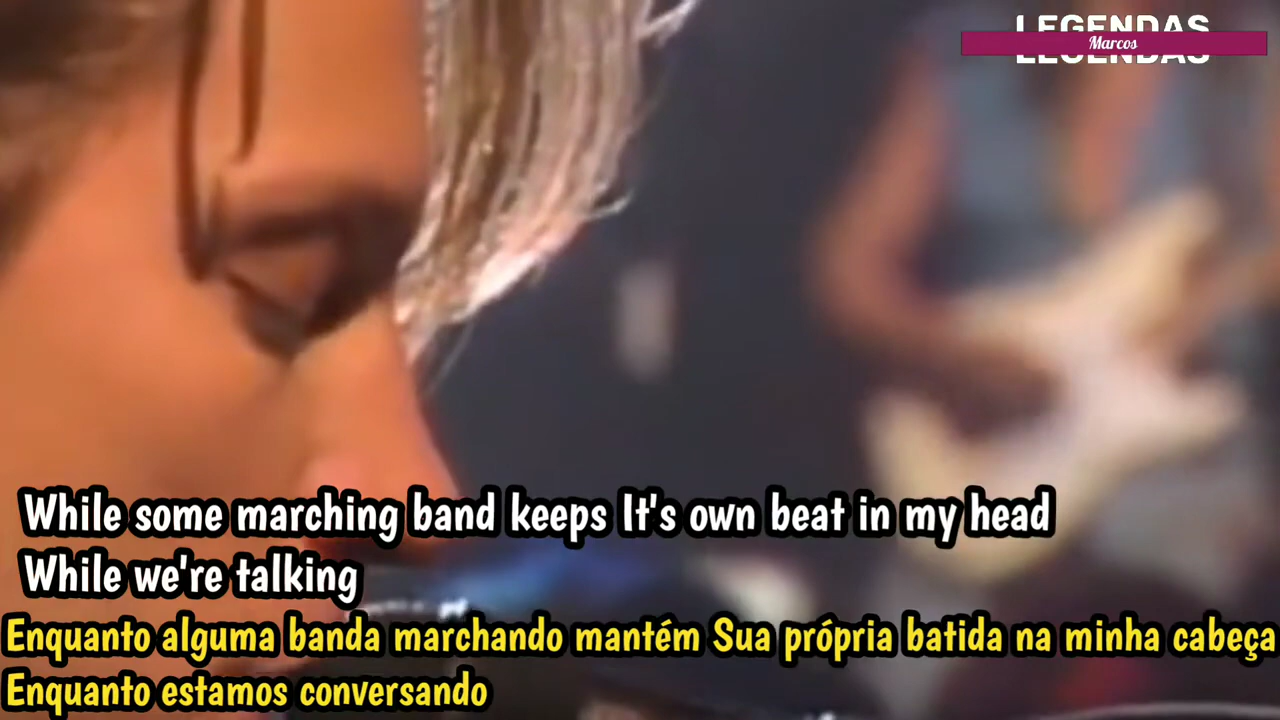 LEGENDAS
Marcos
LEGENDAS
While some marching band keeps It's own beat in my head
While we're talking
Enquanto alguma banda marchando mantém Sua própria batida na minha cabeça
Enquanto estamos conversando